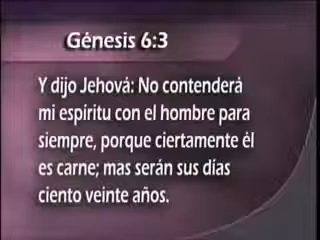 Génesis 6:3
Y dijo Jehová: No contenderá
mi espíritu con el hombre para
siempre, porque ciertamente él
es carne; mas serán sus días
ciento veinte años.